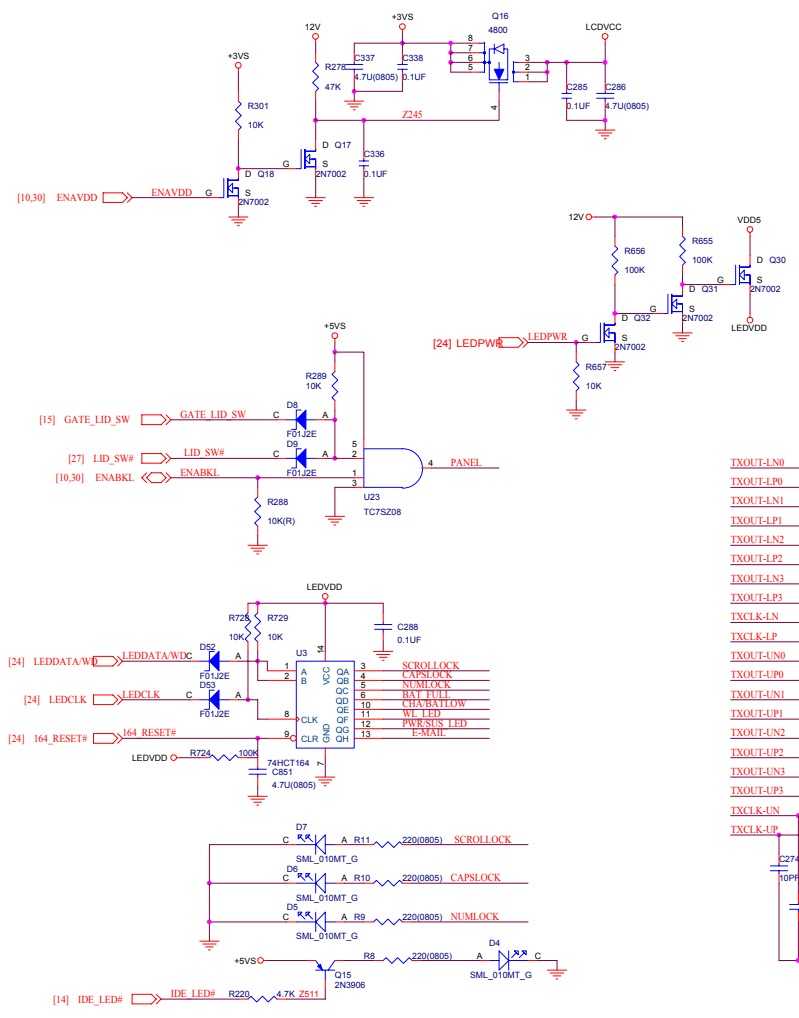 Q16
12V
+3VS
4800
LCDVCC
+3VS
R278
47K
C337
4.7U(0805)
C338
0.1UF
8
7
6
5
3
2
1
4
C285
0.1UF
C286
4.7U(0805)
R301
10K
Z245
D
Q17
G
S
2N7002
C336
0.1UF
D
Q18
G
S
2N7002
[10,30] ENAVDD
ENAVDD
12V
VDD5
R656
100K
R655
100K
D
Q30
G
S
2N7002
D
Q31
G
S
2N7002
LEDVDD
D
Q32
G
S
2N7002
[24] LEDPWR
LEDPWR
R657
10K
+5VS
R289
10K
[15] GATE_LID_SW
GATE_LID_SW
C
D8
A
F01J2E
[27] LID_SW#
LID_SW#
C
D9
A
F01J2E
[10,30] ENABKL
ENABKL
5
2
1
3
4
PANEL
U23
TC7SZ08
R288
10K(R)
TXOUT-LN0
TXOUT-LP0
TXOUT-LN1
TXOUT-LP1
TXOUT-LN2
TXOUT-LP2
TXOUT-LN3
TXOUT-LP3
TXCLK-LN
TXCLK-LP
TXOUT-UN0
TXOUT-UP0
TXOUT-UN1
TXOUT-UP1
TXOUT-UN2
TXOUT-UP2
TXOUT-UN3
TXOUT-UP3
TXCLK-UN
TXCLK-UP
C274
10PF
LEDVDD
R728
10K
R729
10K
C288
0.1UF
[24] LEDDATA/WD
LEDDATA/WD
C
D52
A
F01J2E
[24] LEDCLK
LEDCLK
C
D53
A
F01J2E
[24] 164_RESET#
164_RESET#
LEDVDD
R724
100K
C851
4.7U(0805)
U3
14
VCC
1
A
2
B
8
CLK
9
CLR
GND
7
74HCT164
QA 3 SCROLLOCK
QB 4 CAPSLOCK
QC 5 NUMLOCK
QD 6 BAT_FULL
QE 10 CHA/BATLOW
QF 11 WL_LED
QG 12 PWR/SUS_LED
QH 13 E-MAIL
D7
C
A
R11
220(0805)
SCROLLOCK
SML_010MT_G
D6
C
A
R10
220(0805)
CAPSLOCK
SML_010MT_G
D5
C
A
R9
220(0805)
NUMLOCK
SML_010MT_G
+5VS
Q15
2N3906
R8
220(0805)
D4
A
C
SML_010MT_G
[14] IDE_LED#
IDE_LED#
R220
4.7K
Z511